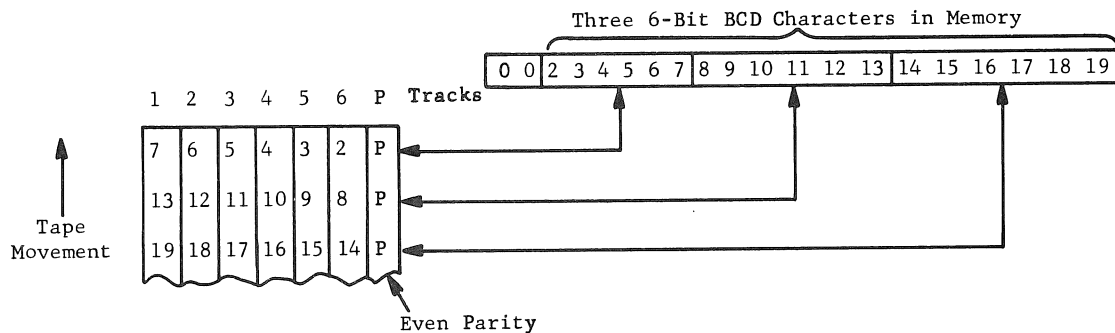 Three 6-Bit BCD Characters in Memory
0 0 2 3 4 5 6 7 8 9 10 11 12 13 14 15 16 17 18 19
1 2 3 4 5 6 P Tracks
7 6 5 4 3 2 P
13 12 11 10 9 8 P
19 18 17 16 15 14 P
Tape
Movement
Even Parity